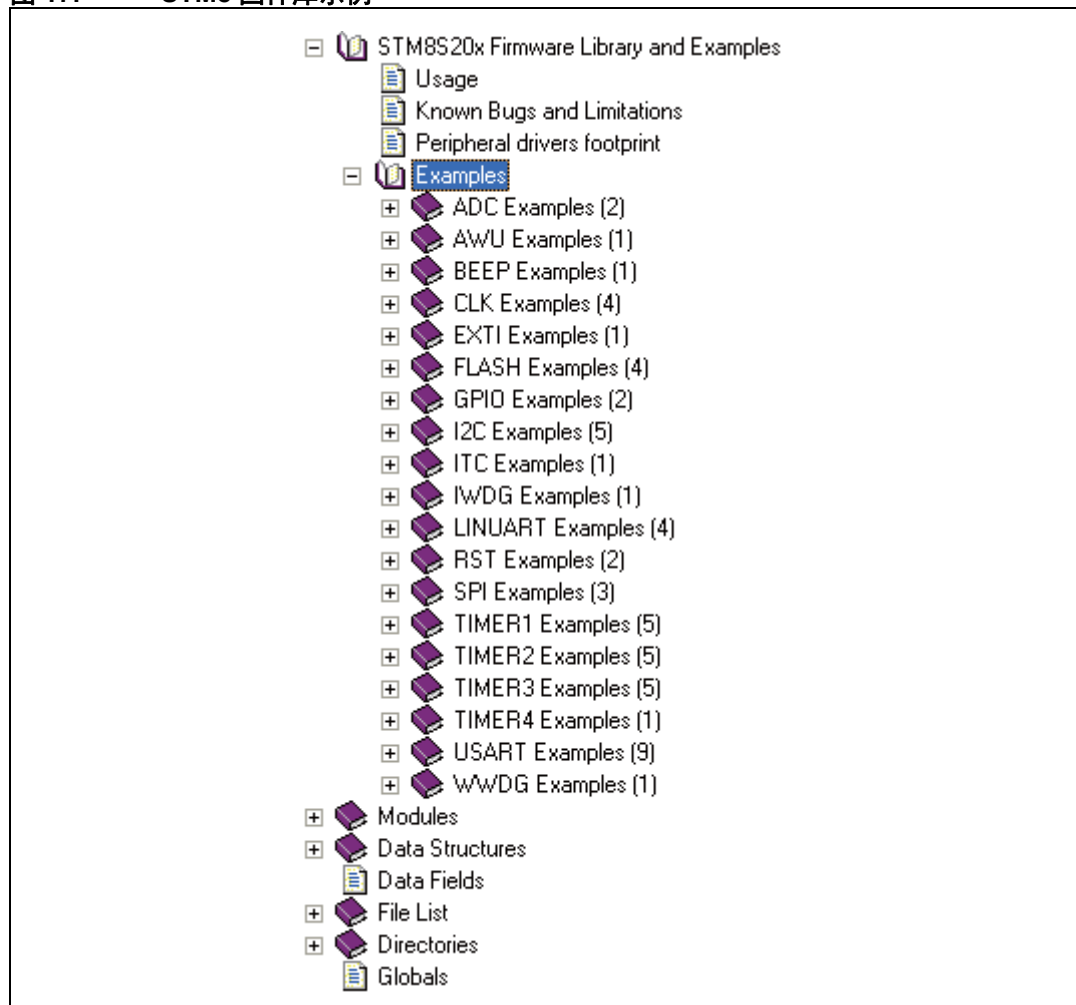 STM8S20x Firmware Library and Examples
Usage
Known Bugs and Limitations
Peripheral drivers footprint
Examples
ADC Examples (2)
AWU Examples (1)
BEEP Examples (1)
CLK Examples (4)
EXTI Examples (1)
FLASH Examples (4)
GPIO Examples (2)
I2C Examples (5)
ITC Examples (1)
IWDG Examples (1)
LINUART Examples (4)
RST Examples (2)
SPI Examples (3)
TIMER1 Examples (5)
TIMER2 Examples (5)
TIMER3 Examples (5)
TIMER4 Examples (1)
USART Examples (9)
WWDG Examples (1)
Modules
Data Structures
Data Fields
File List
Directories
Globals